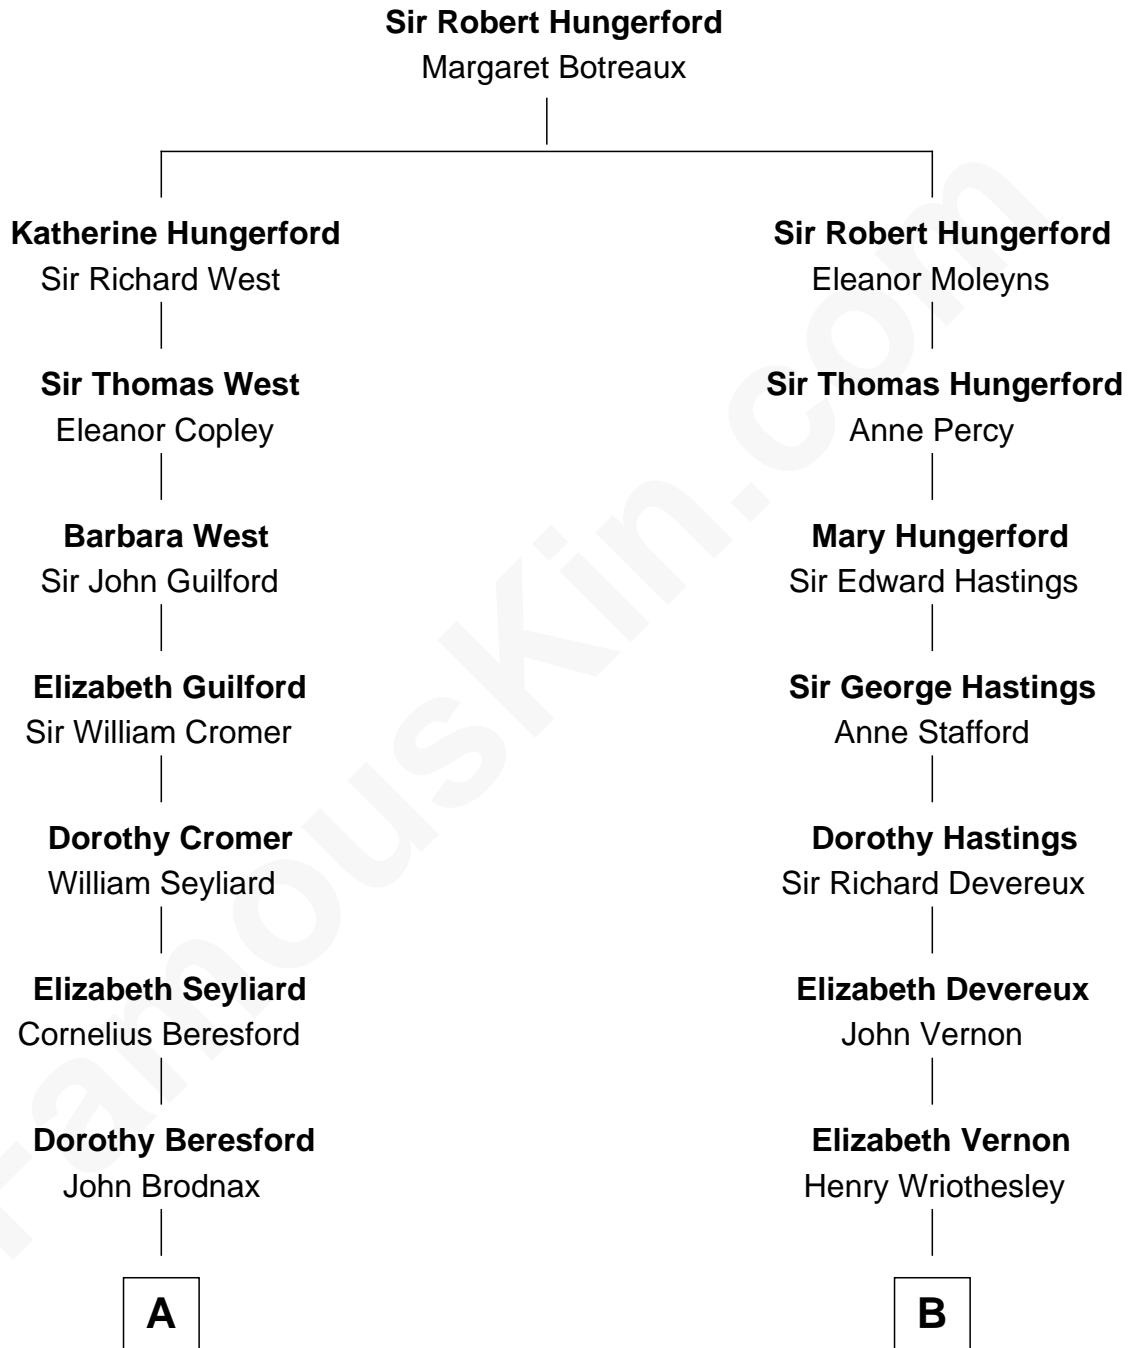 Sir Robert Hungerford
Margaret Botreaux
Katherine Hungerford
Sir Richard West
Sir Robert Hungerford
Eleanor Moleyns
Sir Thomas West
Eleanor Copley
Sir Thomas Hungerford
Anne Percy
Barbara West
Sir John Guilford
Mary Hungerford
Sir Edward Hastings
Elizabeth Guilford
Sir William Cromer
Sir George Hastings
Anne Stafford
Dorothy Cromer
William Seyliard
Dorothy Hastings
Sir Richard Devereux
Elizabeth Seyliard
Cornelius Beresford
Elizabeth Devereux
John Vernon
Dorothy Beresford
John Brodnax
Elizabeth Vernon
Henry Wriothesley
A
B
FamousKin.com